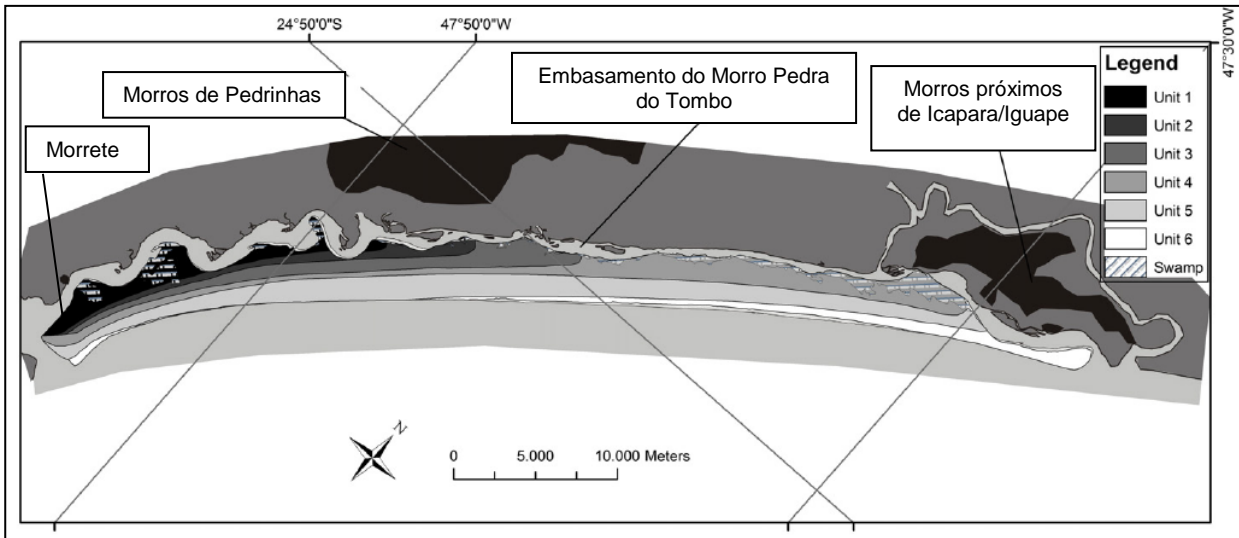 24°50'0"S
47°50'0"W
47°30'0"W
Morros de Pedrinhas
Embasamento do Morro Pedra
do Tombo
Morros próximos
de Icapara/Iguape
Morrete
Legend
Unit 1
Unit 2
Unit 3
Unit 4
Unit 5
Unit 6
Swamp
N
0 5.000 10.000 Meters